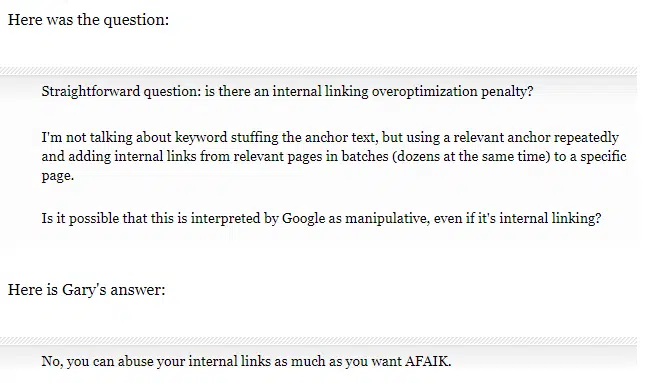 Here was the question:
Straightforward question: is there an internal linking overoptimization penalty?
I'm not talking about keyword stuffing the anchor text, but using a relevant anchor repeatedly
and adding internal links from relevant pages in batches (dozens at the same time) to a specific
page.
Is it possible that this is interpreted by Google as manipulative, even if it's internal linking?
Here is Gary's answer:
No, you can abuse your internal links as much as you want AFAIK.